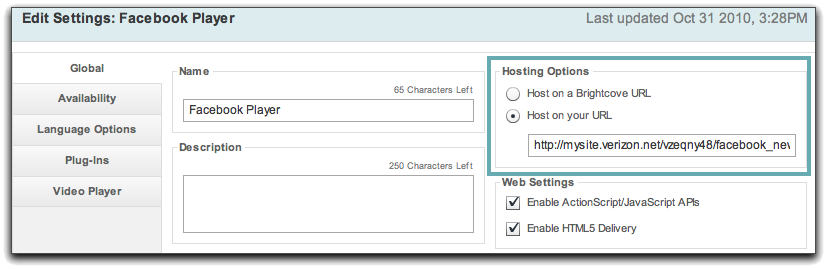 Edit Settings: Facebook Player
Last updated Oct 31 2010, 3:28PM
Global
Availability
Language Options
Plug-Ins
Video Player
Name
65 Characters Left
Facebook Player
Description
250 Characters Left
Hosting Options
Host on a Brightcove URL
Host on your URL
http://mysite.verizon.net/vzeqny48/facebook_nev
Web Settings
Enable ActionScript/JavaScript APIs
Enable HTML5 Delivery